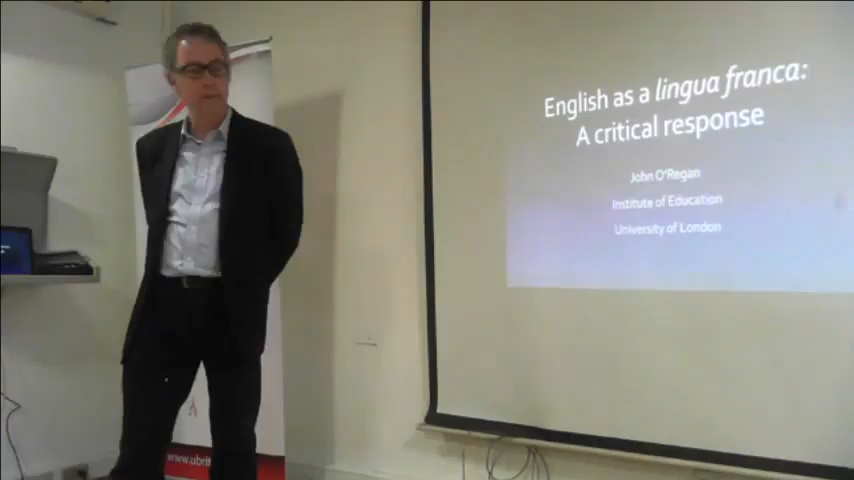 English as a lingua franca:
A critical response
John O'Regan
Institute of Education
University of London
www.ubrit